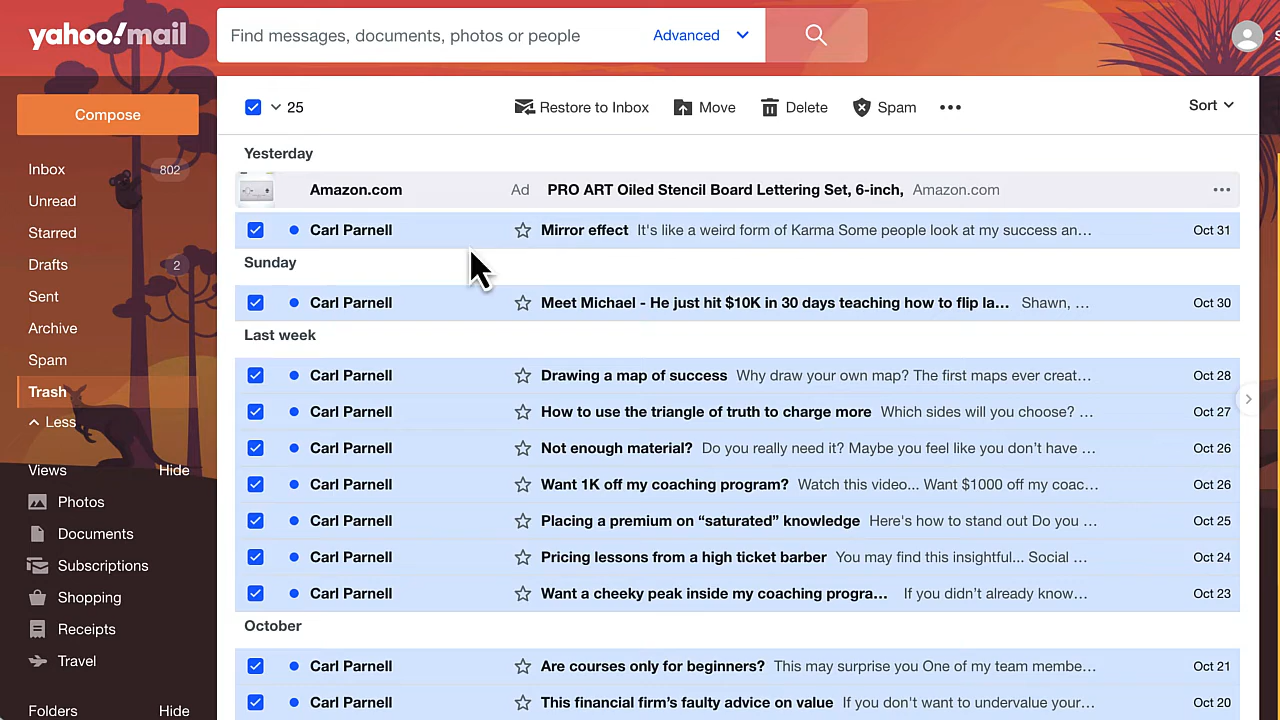 yahoo!mail
Find messages, documents, photos or people
Advanced
S
Compose
Inbox 802
Unread
Starred
Drafts 2
Sent
Archive
Spam
Trash
Less
Views Hide
Photos
Documents
Subscriptions
Shopping
Receipts
Travel
Folders Hide
25 Restore to Inbox Move Delete Spam ••• Sort
Yesterday
Amazon.com Ad PRO ART Oiled Stencil Board Lettering Set, 6-inch, Amazon.com •••
Carl Parnell Mirror effect It's like a weird form of Karma Some people look at my success an... Oct 31
Sunday
Carl Parnell Meet Michael - He just hit $10K in 30 days teaching how to flip la... Shawn, ... Oct 30
Last week
Carl Parnell Drawing a map of success Why draw your own map? The first maps ever creat... Oct 28
Carl Parnell How to use the triangle of truth to charge more Which sides will you choose? ... Oct 27
Carl Parnell Not enough material? Do you really need it? Maybe you feel like you don’t have ... Oct 26
Carl Parnell Want 1K off my coaching program? Watch this video... Want $1000 off my coac... Oct 26
Carl Parnell Placing a premium on “saturated” knowledge Here's how to stand out Do you ... Oct 25
Carl Parnell Pricing lessons from a high ticket barber You may find this insightful... Social ... Oct 24
Carl Parnell Want a cheeky peak inside my coaching progra... If you didn’t already know... Oct 23
October
Carl Parnell Are courses only for beginners? This may surprise you One of my team membe... Oct 21
Carl Parnell This financial firm’s faulty advice on value If you don't want to undervalue your... Oct 20